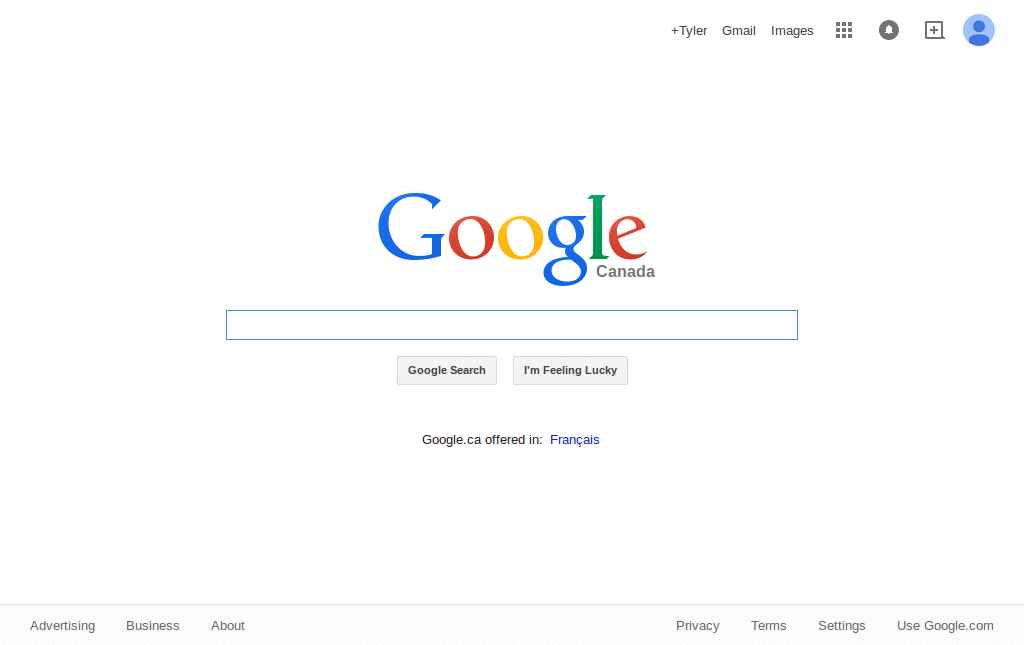 +Tyler Gmail Images
Google
Canada
Google Search I'm Feeling Lucky
Google.ca offered in: Français
Advertising Business About Privacy Terms Settings Use Google.com